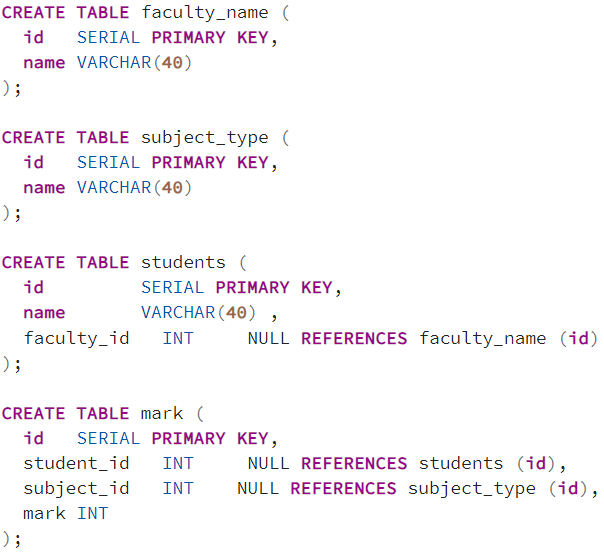 CREATE TABLE faculty_name (
  id   SERIAL PRIMARY KEY,
  name VARCHAR(40)
);

CREATE TABLE subject_type (
  id   SERIAL PRIMARY KEY,
  name VARCHAR(40)
);

CREATE TABLE students (
  id         SERIAL PRIMARY KEY,
  name       VARCHAR(40) ,
  faculty_id   INT     NULL REFERENCES faculty_name (id)
);

CREATE TABLE mark (
  id   SERIAL PRIMARY KEY,
  student_id   INT     NULL REFERENCES students (id),
  subject_id   INT    NULL REFERENCES subject_type (id),
  mark INT
);